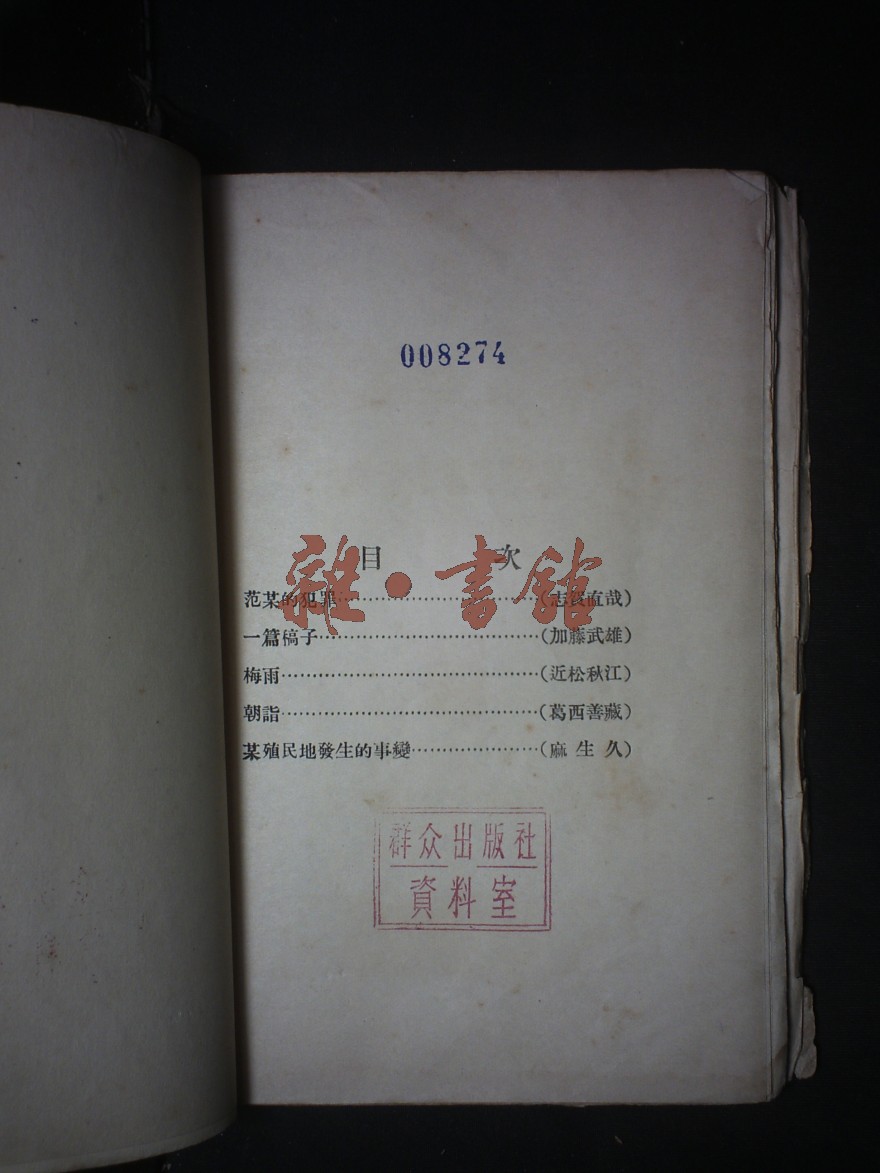 008274
目 次
雜·書館
范某的犯罪……………………………(志賀直哉)
一篇槁子……………………………(加藤武雄)
梅雨…………………………………(近松秋江)
朝詣…………………………………(葛西善藏)
某殖民地發生的事變…………………(麻生久)
群众出版社
資料室